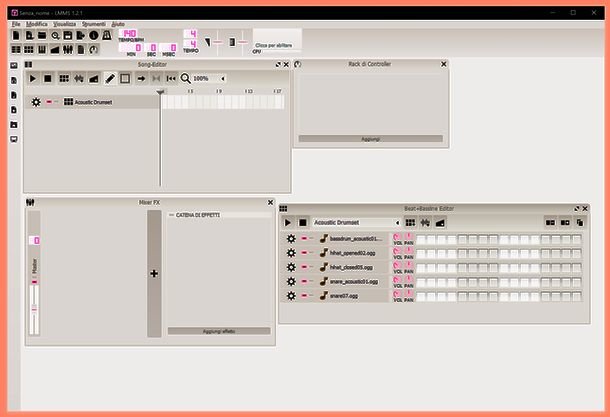 Senza_nome - LMMS 1.2.1
File Modifica Visualizza Strumenti Aiuto
140
TEMPO/BPM
4
4
TEMPO
0 0 0
MIN SEC MSEC
Clicca per abilitare
CPU
Song-Editor
100%
1 5 9 13 17
Acoustic Drumset
Rack di Controller
Aggiungi
Mixer FX
0
Master
CATENA DI EFFETTI
Aggiungi effetto
Beat+Bassline Editor
Acoustic Drumset
bassdrum_acoustic01....
VOL PAN
hihat_opened02.ogg
VOL PAN
hihat_closed05.ogg
VOL PAN
snare_acoustic01.ogg
VOL PAN
snare07.ogg
VOL PAN